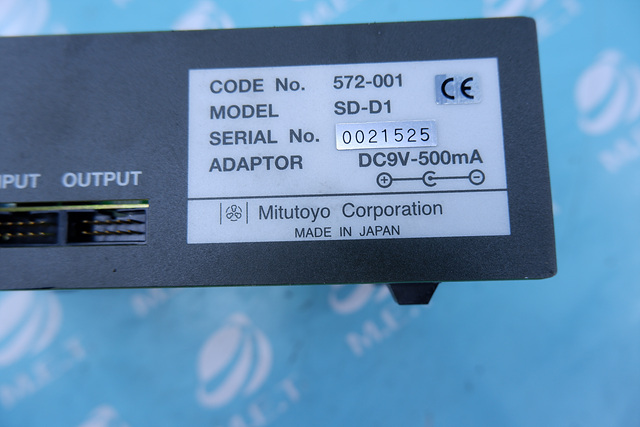 CODE No. 572-001
MODEL SD-D1
CE
SERIAL No. 0021525
ADAPTOR DC9V-500mA
OUTPUT
Mitutoyo Corporation
MADE IN JAPAN
M.E.T